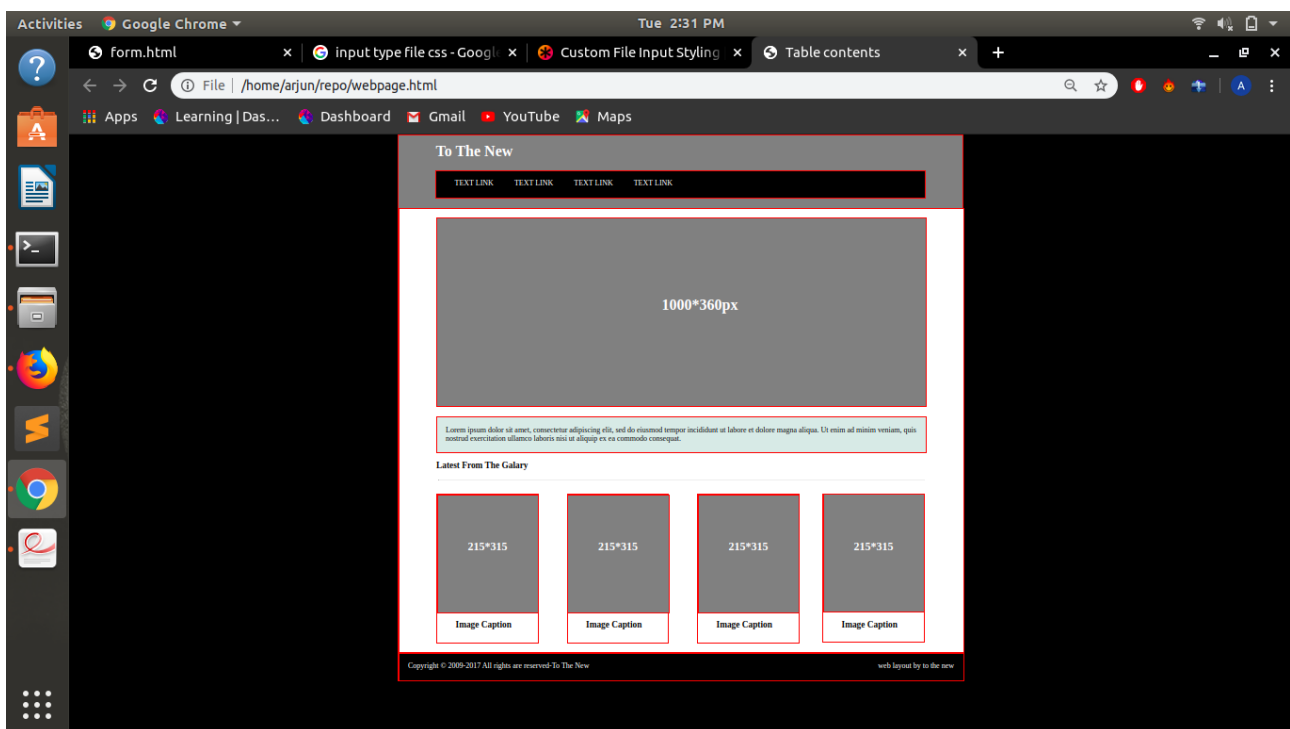 Activities Google Chrome Tue 2:31 PM
form.html input type file css - Google Custom File Input Styling Table contents
File /home/arjun/repo/webpage.html A
Apps Learning | Das... Dashboard Gmail YouTube Maps
To The New
TEXT LINK TEXT LINK TEXT LINK TEXT LINK
1000*360px
Lorem ipsum dolor sit amet, consectetur adipiscing elit, sed do eiusmod tempor incididunt ut labore et dolore magna aliqua. Ut enim ad minim veniam, quis
nostrud exercitation ullamco laboris nisi ut aliquip ex ea commodo consequat.
Latest From The Galary
215*315 215*315 215*315 215*315
Image Caption Image Caption Image Caption Image Caption
Copyright © 2009-2017 All rights are reserved-To The New web layout by to the new